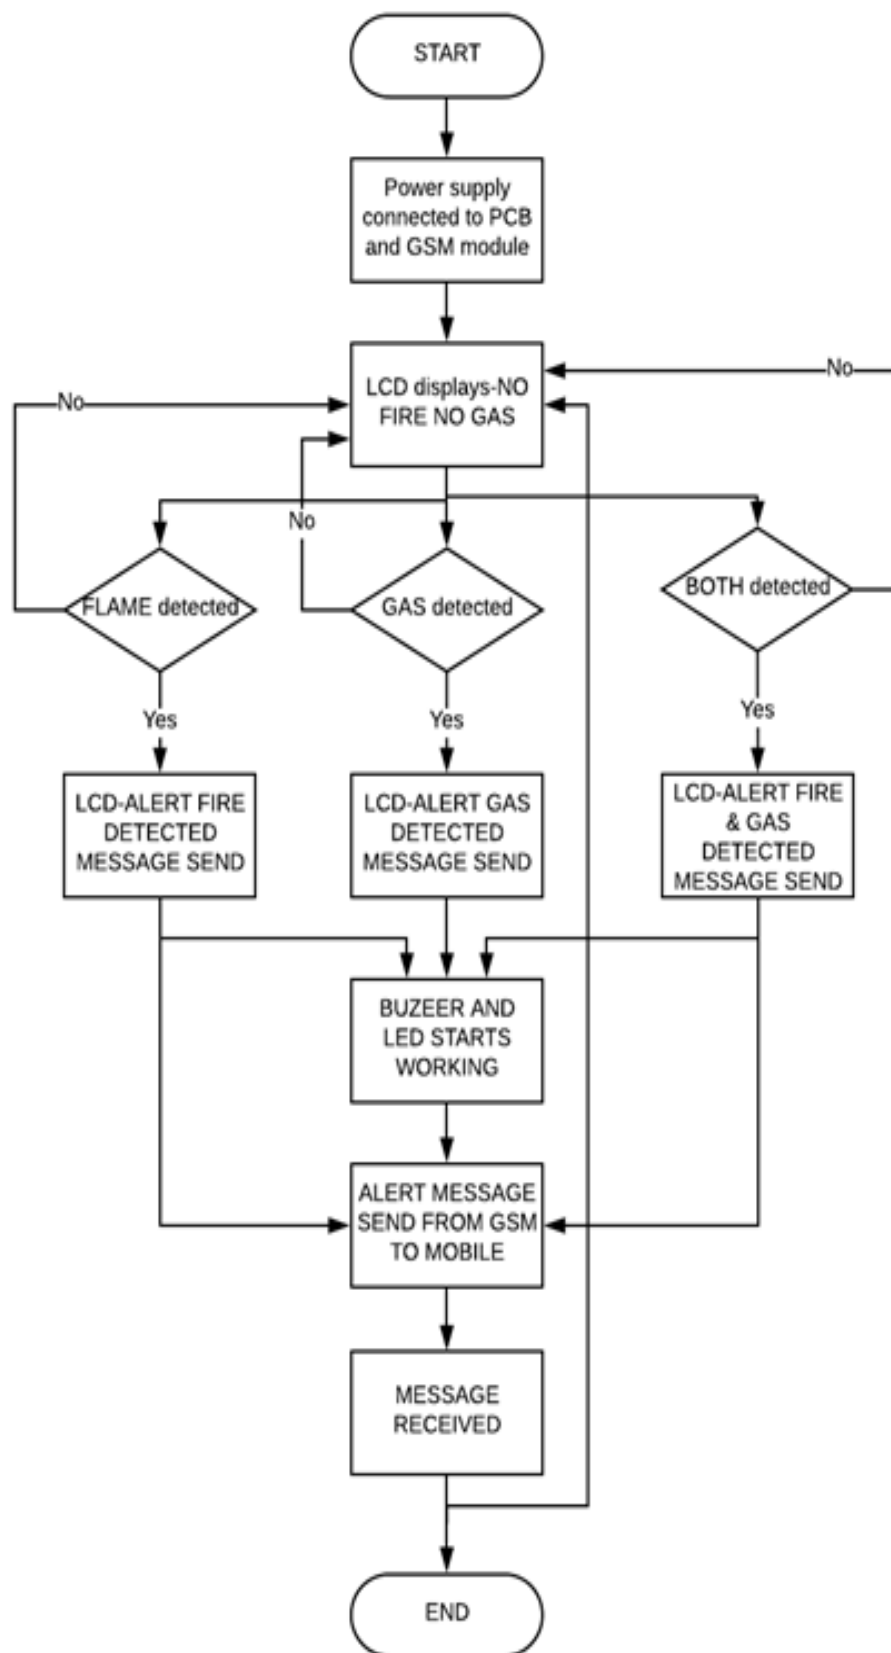 START
Power supply
connected to PCB
and GSM module
LCD displays-NO
FIRE NO GAS
No
No
No
FLAME detected
GAS detected
BOTH detected
Yes
Yes
Yes
LCD-ALERT FIRE
DETECTED
MESSAGE SEND
LCD-ALERT GAS
DETECTED
MESSAGE SEND
LCD-ALERT FIRE
& GAS
DETECTED
MESSAGE SEND
BUZEER AND
LED STARTS
WORKING
ALERT MESSAGE
SEND FROM GSM
TO MOBILE
MESSAGE
RECEIVED
END